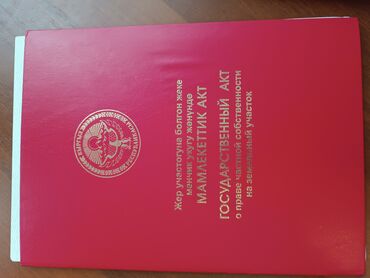 Жер участогуна болгон жеке
менчик укугу жөнүндө
МАМЛЕКЕТТИК АКТ
ГОСУДАРСТВЕННЫЙ АКТ
о праве частной собственности
на земельный участок